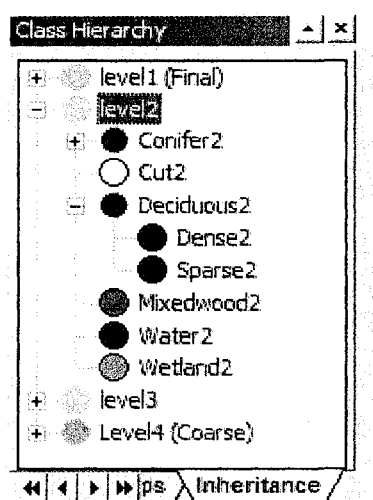 Class Hierarchy
level1 (Final)
level2
Conifer2
Cut2
Deciduous2
Dense2
Sparse2
Mixedwood2
Water2
Wetland2
level3
Level4 (Coarse)
ps Inheritance